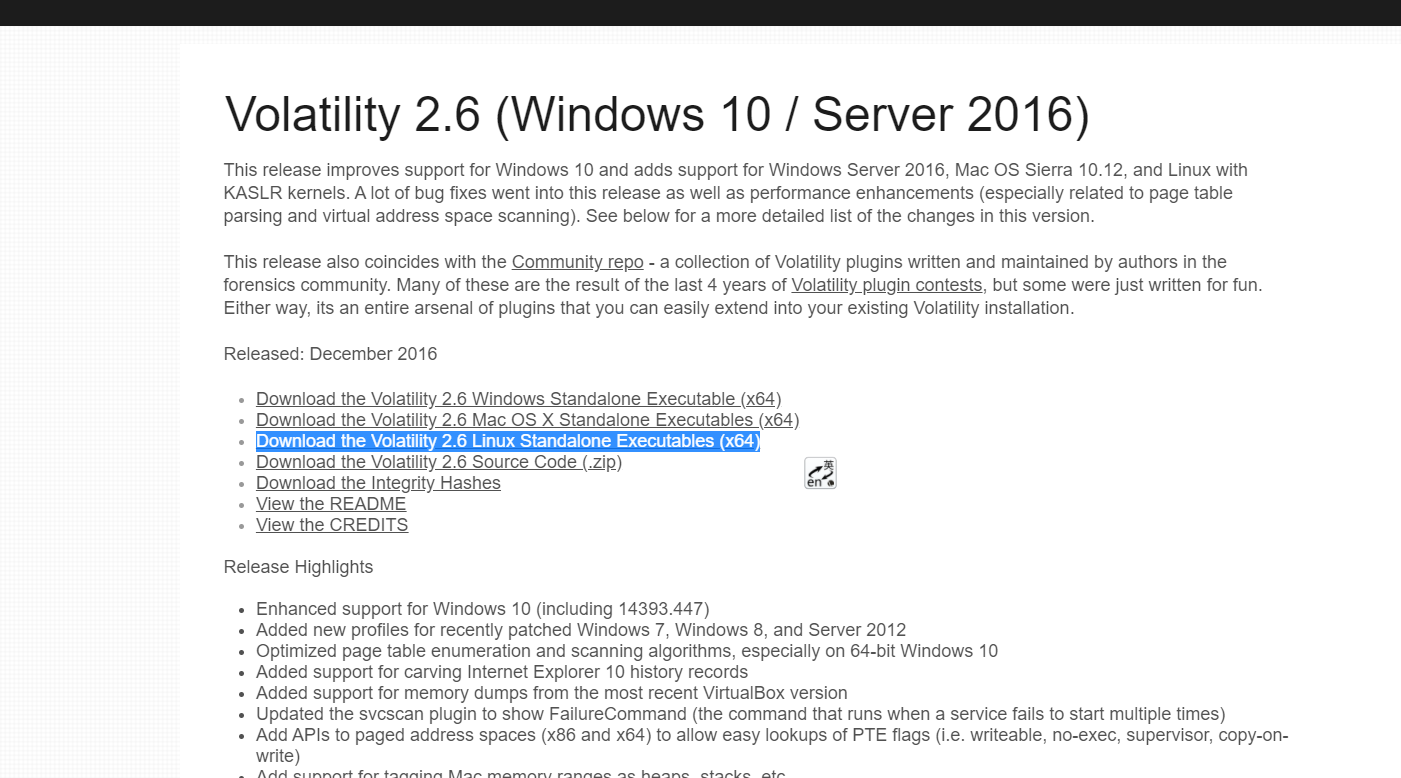 Volatility 2.6 (Windows 10 / Server 2016)
This release improves support for Windows 10 and adds support for Windows Server 2016, Mac OS Sierra 10.12, and Linux with
KASLR kernels. A lot of bug fixes went into this release as well as performance enhancements (especially related to page table
parsing and virtual address space scanning). See below for a more detailed list of the changes in this version.
This release also coincides with the Community repo - a collection of Volatility plugins written and maintained by authors in the
forensics community. Many of these are the result of the last 4 years of Volatility plugin contests, but some were just written for fun.
Either way, its an entire arsenal of plugins that you can easily extend into your existing Volatility installation.
Released: December 2016
Download the Volatility 2.6 Windows Standalone Executable (x64)
Download the Volatility 2.6 Mac OS X Standalone Executables (x64)
Download the Volatility 2.6 Linux Standalone Executables (x64)
Download the Volatility 2.6 Source Code (.zip)
英
en
Download the Integrity Hashes
View the README
View the CREDITS
Release Highlights
Enhanced support for Windows 10 (including 14393.447)
Added new profiles for recently patched Windows 7, Windows 8, and Server 2012
Optimized page table enumeration and scanning algorithms, especially on 64-bit Windows 10
Added support for carving Internet Explorer 10 history records
Added support for memory dumps from the most recent VirtualBox version
Updated the svcscan plugin to show FailureCommand (the command that runs when a service fails to start multiple times)
Add APIs to paged address spaces (x86 and x64) to allow easy lookups of PTE flags (i.e. writeable, no-exec, supervisor, copy-on-
write)
Add support for tagging Mac memory ranges as heaps, stacks, etc.